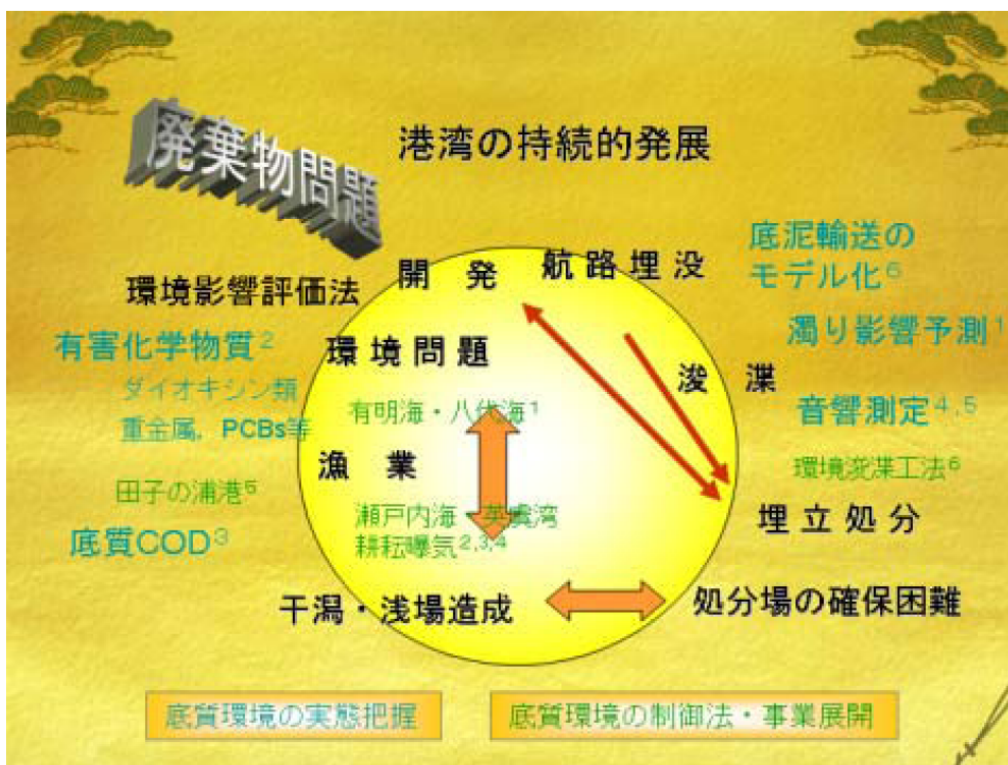 廃棄物問題
港湾の持続的発展
開 発
航路埋没
底泥輸送の
モデル化6
環境影響評価法
濁り影響予測1
有害化学物質2
環境問題
浚 渫
ダイオキシン類
重金属，PCBs等
有明海・八代海1
音響測定4,5
漁 業
環境変渫工法6
田子の浦港5
瀬戸内海・英虞湾
耕耘曝気2,3,4
埋立処分
底質COD3
干潟・浅場造成
処分場の確保困難
底質環境の実態把握
底質環境の制御法・事業展開